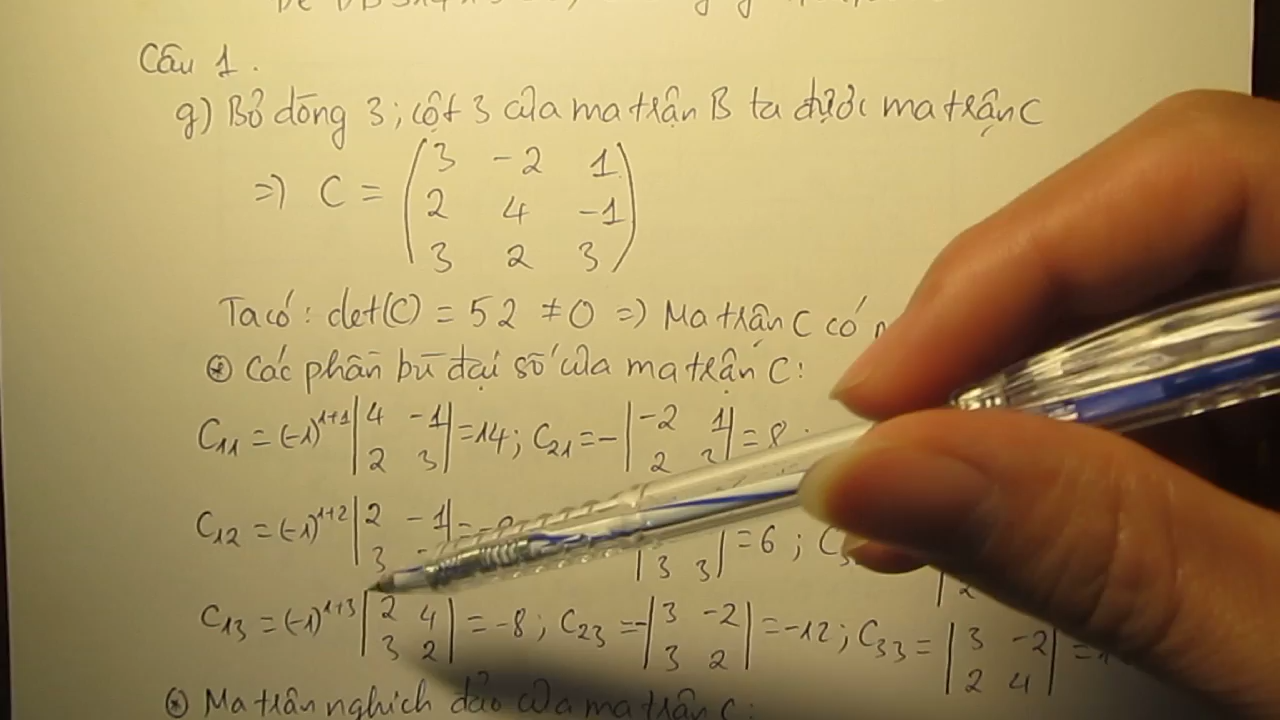 Câu 1.
g) Bỏ dòng 3; cột 3 của ma trận B ta được ma trận C
=) C = (3 -2 1
2 4 -1
3 2 3)
Ta có: det(C) = 52 ≠ 0 =) Ma trận C có
⊛ Các phần bù đại số của ma trận C:
C11 = (-1)^1+1 |4 -1| = 14; C21 = - |-2 1| = 8
2 3 2
C12 = (-1)^1+2 |2 -1| =
3 |3 3| = 6; C
C13 = (-1)^1+3 |2 4| = -8; C23 = - |3 -2| = -12; C33 = |3 -2| =
3 2 3 2 2 4
⊛ Ma trận nghịch đảo của ma trận C: